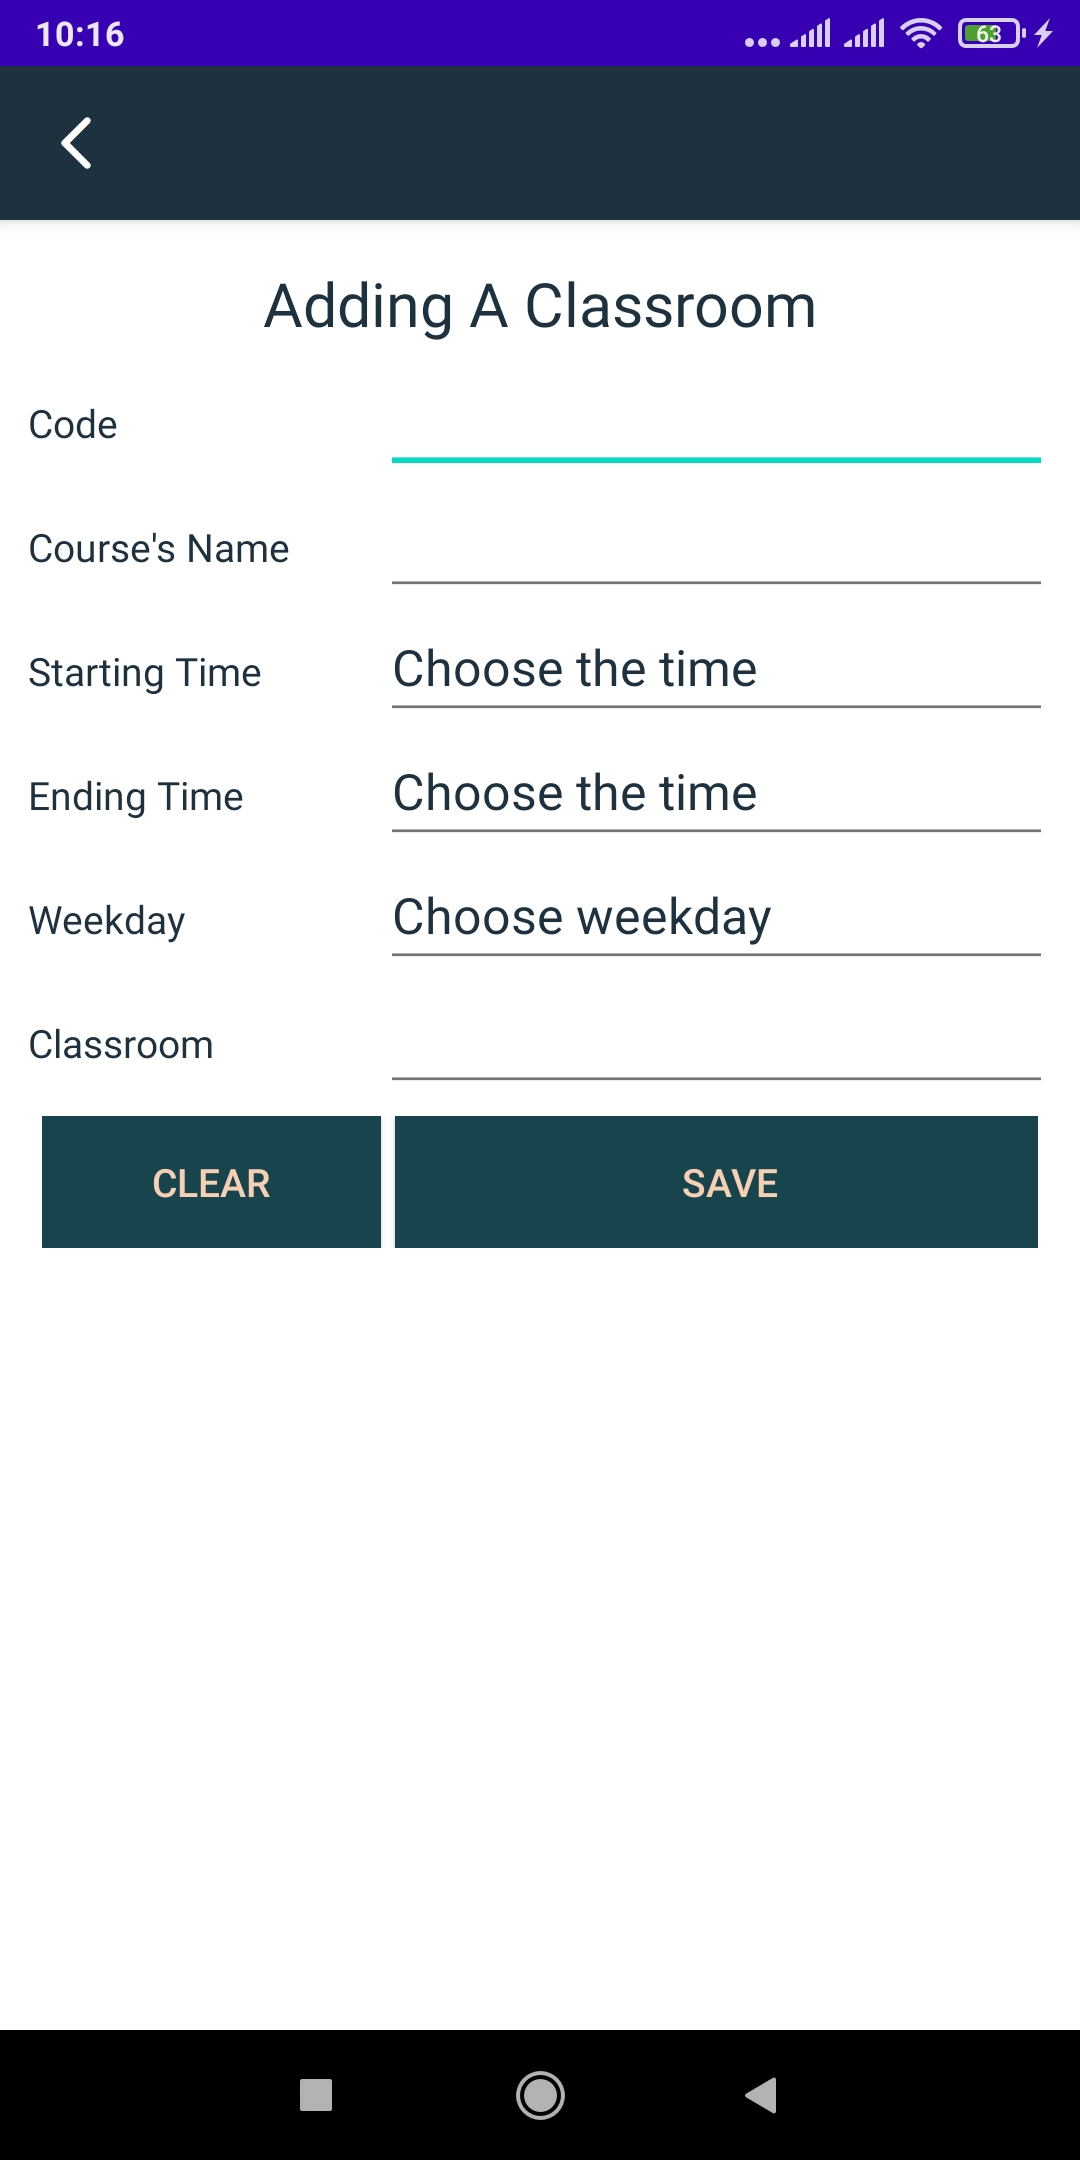 10:16
63
Adding A Classroom
Code
Course's Name
Starting Time Choose the time
Ending Time Choose the time
Weekday Choose weekday
Classroom
CLEAR SAVE